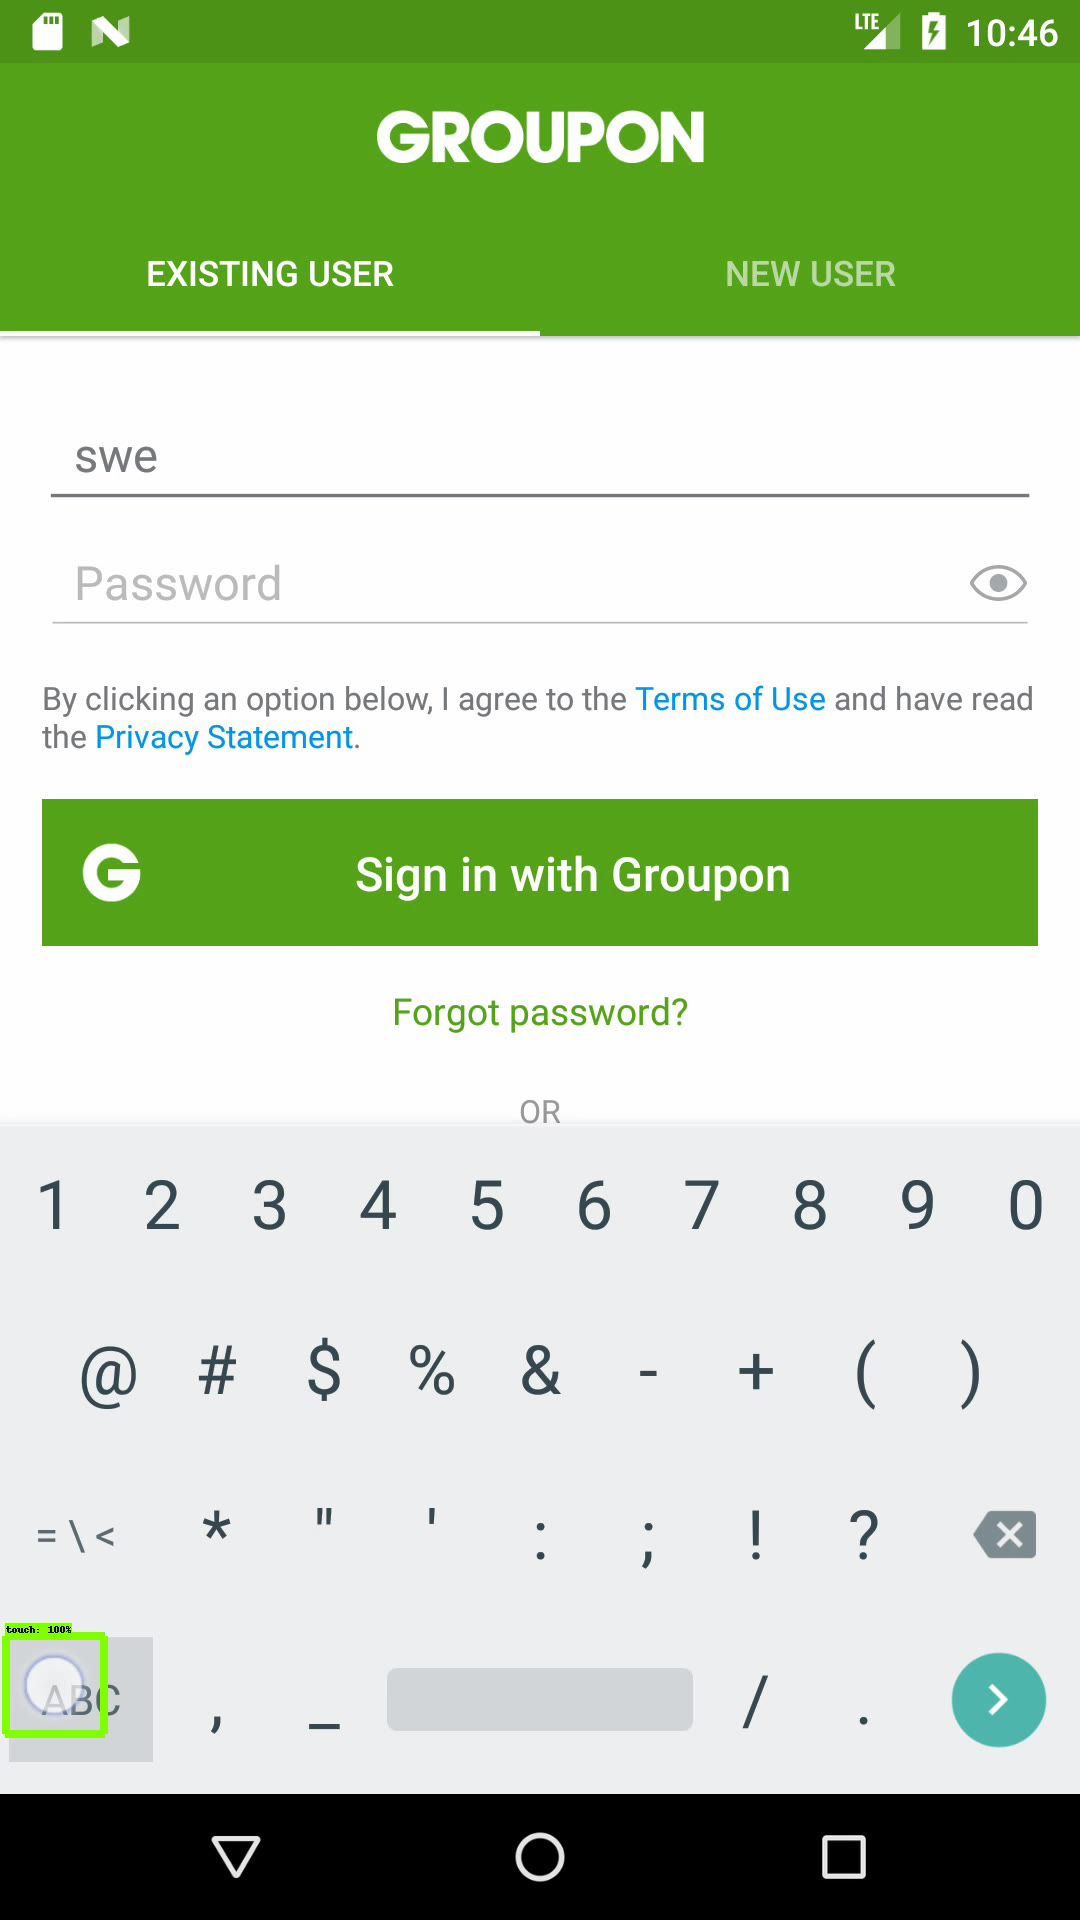 LTE 10:46
GROUPON
EXISTING USER NEW USER
swe
Password
By clicking an option below, I agree to the Terms of Use and have read
the Privacy Statement.
G Sign in with Groupon
Forgot password?
OR
1 2 3 4 5 6 7 8 9 0
@ # $ % & - + ( )
= \ < * " ' : ; ! ?
touch: 100%
ABC , _ / .